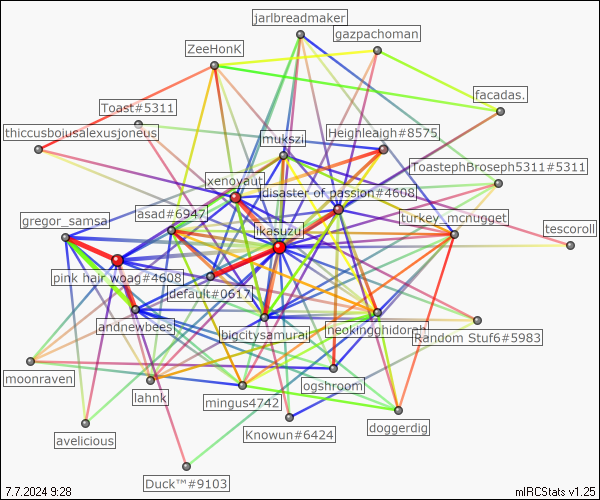 jarlbreadmaker
gazpachoman
ZeeHonK
facadas.
Toast#5311
thiccusboiusalexusjoneus
mukszi
Heighleaigh#8575
ToastephBroseph5311#5311
xenoyaut
disaster of passion#4608
gregor_samsa
asad#6947
turkey_mcnugget
likasuzu
tescoroll
pink hair woag#4608
default#0617
andnewbees
bigcitysamurai
neokingghidorah
Random Stuf6#5983
moonraven
lahnk
ogshroom
mingus4742
doggerdig
avelicious
Knowun#6424
Duck™#9103
7.7.2024 9:28
mIRCStats v1.25